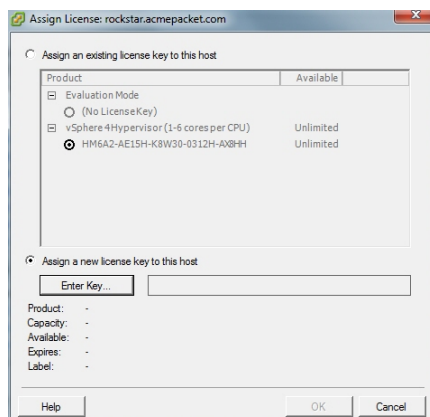 Assign License: rockstar.acmepacket.com
Assign an existing license key to this host
Product Available
Evaluation Mode
(No License Key)
vSphere 4 Hypervisor (1-6 cores per CPU) Unlimited
HM6A2-AE15H-K8W30-0312H-AX8HH Unlimited
Assign a new license key to this host
Enter Key...
Product: -
Capacity: -
Available: -
Expires: -
Label: -
Help OK Cancel